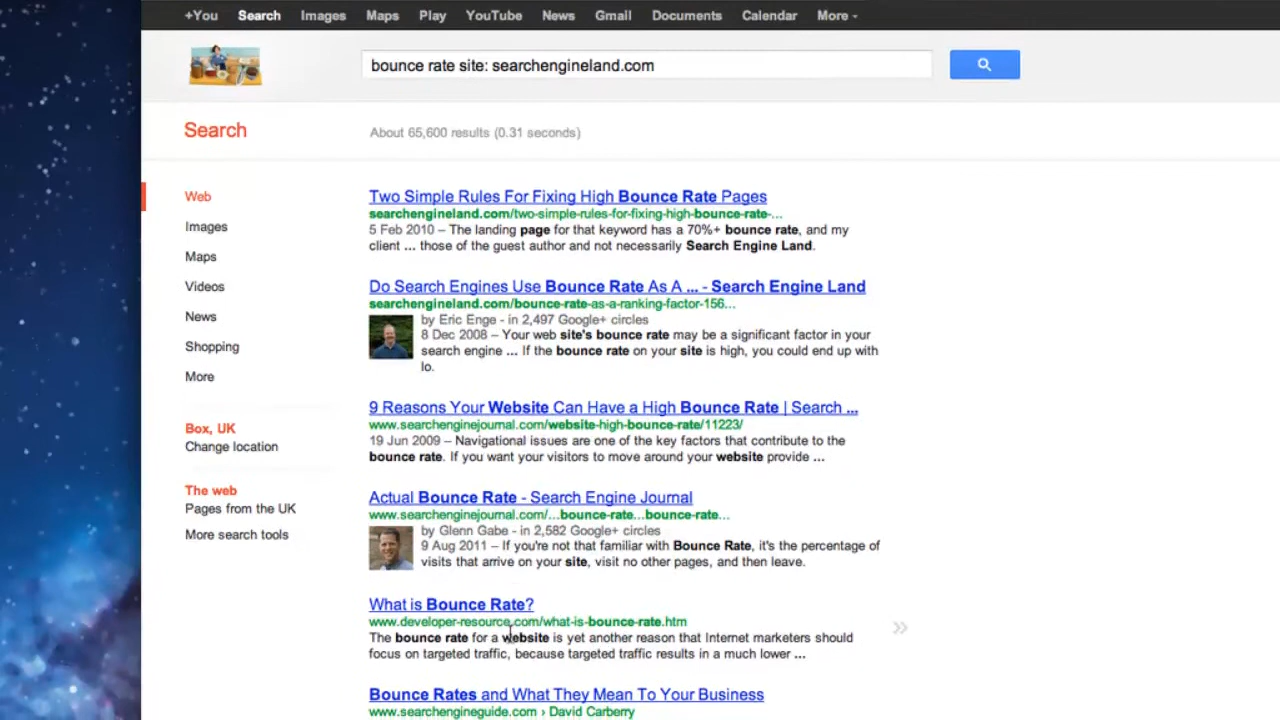 +You Search Images Maps Play YouTube News Gmail Documents Calendar More
bounce rate site: searchengineland.com
Search
About 65,600 results (0.31 seconds)
Web
Images
Maps
Videos
News
Shopping
More
Box, UK
Change location
The web
Pages from the UK
More search tools
Two Simple Rules For Fixing High Bounce Rate Pages
searchengineland.com/two-simple-rules-for-fixing-high-bounce-rate-...
5 Feb 2010 – The landing page for that keyword has a 70%+ bounce rate, and my
client ... those of the guest author and not necessarily Search Engine Land.
Do Search Engines Use Bounce Rate As A ... - Search Engine Land
searchengineland.com/bounce-rate-as-a-ranking-factor-156...
by Eric Enge - in 2,497 Google+ circles
8 Dec 2008 – Your web site's bounce rate may be a significant factor in your
search engine ... If the bounce rate on your site is high, you could end up with
lo.
9 Reasons Your Website Can Have a High Bounce Rate | Search ...
www.searchenginejournal.com/website-high-bounce-rate/11223/
19 Jun 2009 – Navigational issues are one of the key factors that contribute to the
bounce rate. If you want your visitors to move around your website provide ...
Actual Bounce Rate - Search Engine Journal
www.searchenginejournal.com/...bounce-rate...bounce-rate...
by Glenn Gabe - in 2,582 Google+ circles
9 Aug 2011 – If you're not that familiar with Bounce Rate, it's the percentage of
visits that arrive on your site, visit no other pages, and then leave.
What is Bounce Rate?
www.developer-resource.com/what-is-bounce-rate.htm
The bounce rate for a website is yet another reason that Internet marketers should
focus on targeted traffic, because targeted traffic results in a much lower ...
Bounce Rates and What They Mean To Your Business
www.searchengineguide.com › David Carberry